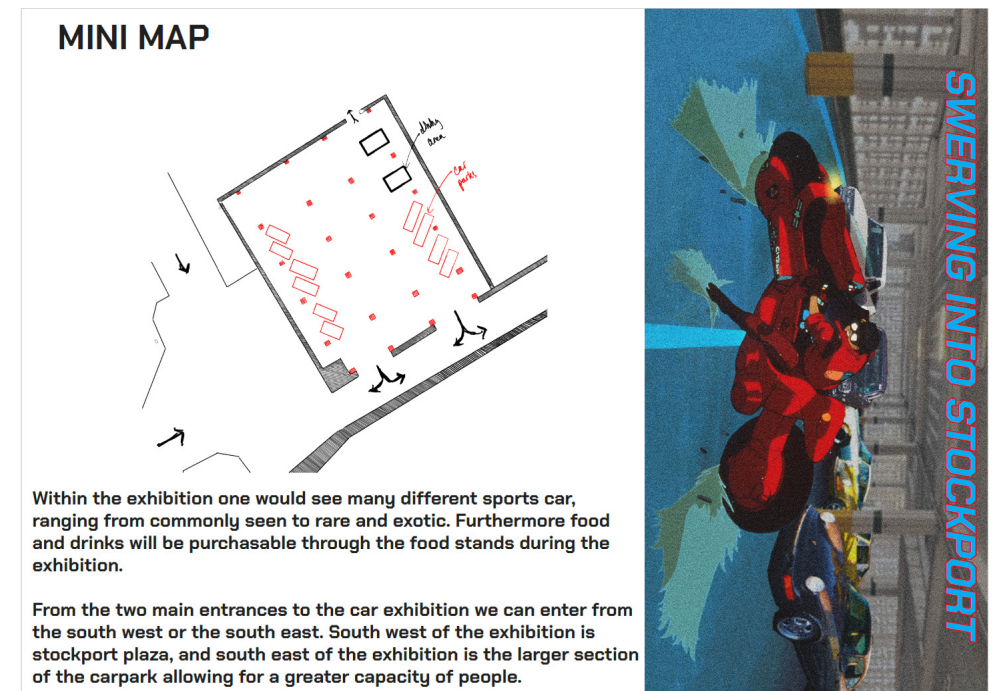 MINI MAP
dining
area
car
parks
Within the exhibition one would see many different sports car,
ranging from commonly seen to rare and exotic. Furthermore food
and drinks will be purchasable through the food stands during the
exhibition.
From the two main entrances to the car exhibition we can enter from
the south west or the south east. South west of the exhibition is
stockport plaza, and south east of the exhibition is the larger section
of the carpark allowing for a greater capacity of people.
SWERVING INTO STOCKPORT